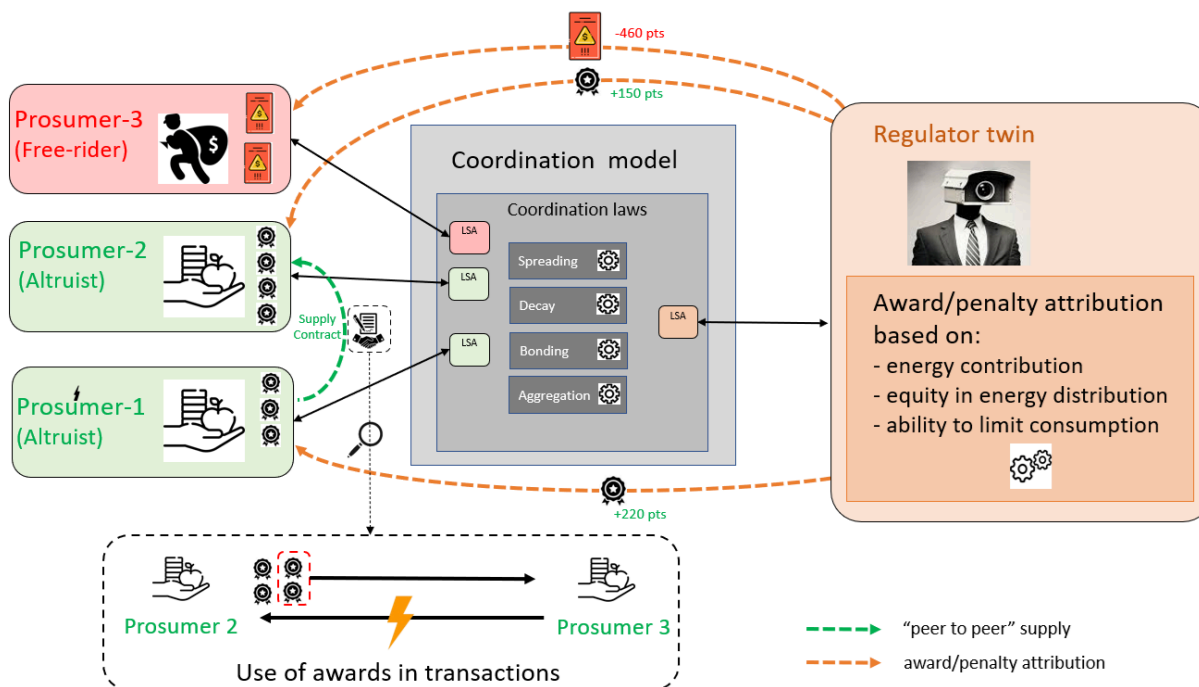 -460 pts
+150 pts
Prosumer-3
(Free-rider)
$
$
!!!
$
!!!
$
!!!
Prosumer-2
(Altruist)
Supply
Contract
Prosumer-1
(Altruist)
Coordination model
Coordination laws
LSA
LSA
LSA
LSA
Spreading
Decay
Bonding
Aggregation
Regulator twin
Award/penalty attribution
based on:
- energy contribution
- equity in energy distribution
- ability to limit consumption
+220 pts
Prosumer 2
Prosumer 3
Use of awards in transactions
“peer to peer” supply
award/penalty attribution